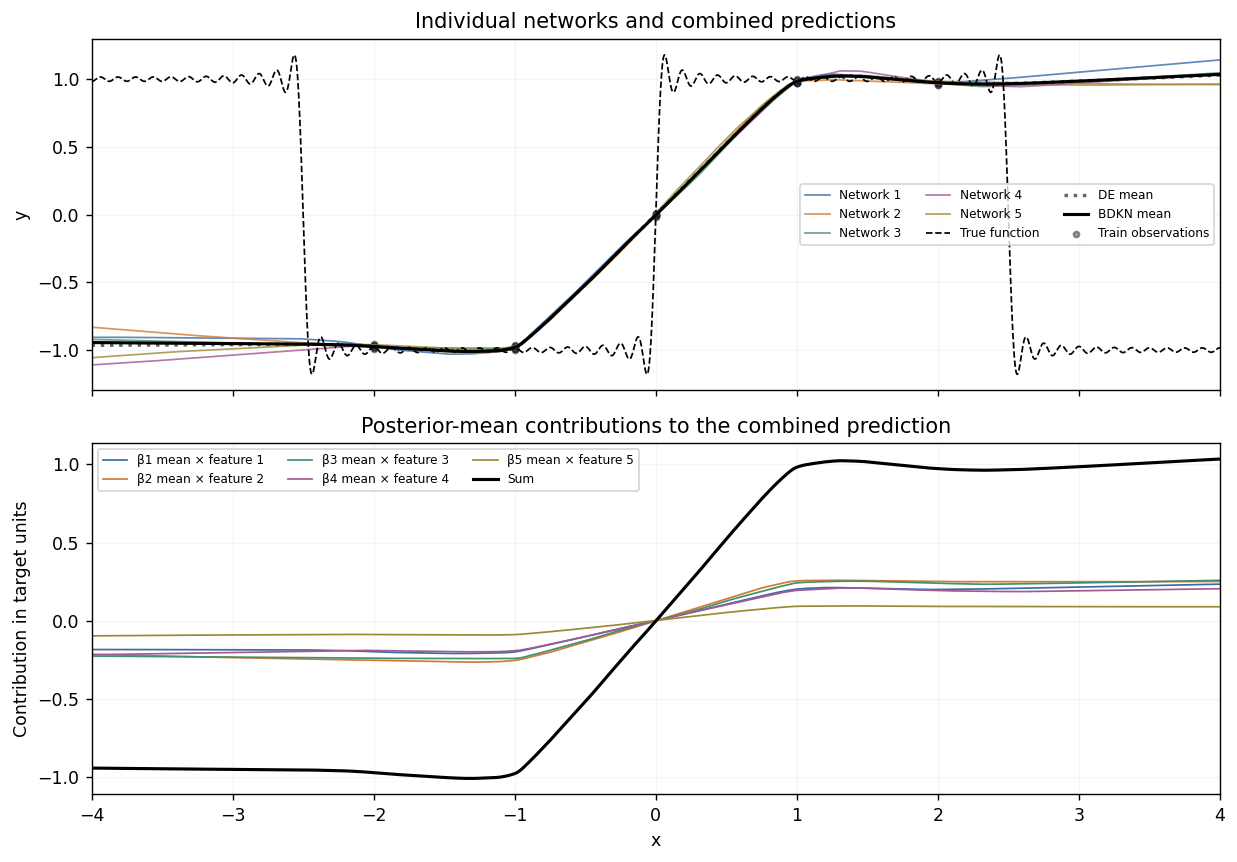 Individual networks and combined predictions
y
1.0
0.5
0.0
−0.5
−1.0
Network 1
Network 2
Network 3
Network 4
Network 5
True function
DE mean
BDKN mean
Train observations
Posterior-mean contributions to the combined prediction
Contribution in target units
1.0
0.5
0.0
−0.5
−1.0
β1 mean × feature 1
β2 mean × feature 2
β3 mean × feature 3
β4 mean × feature 4
β5 mean × feature 5
Sum
−4 −3 −2 −1 0 1 2 3 4
x